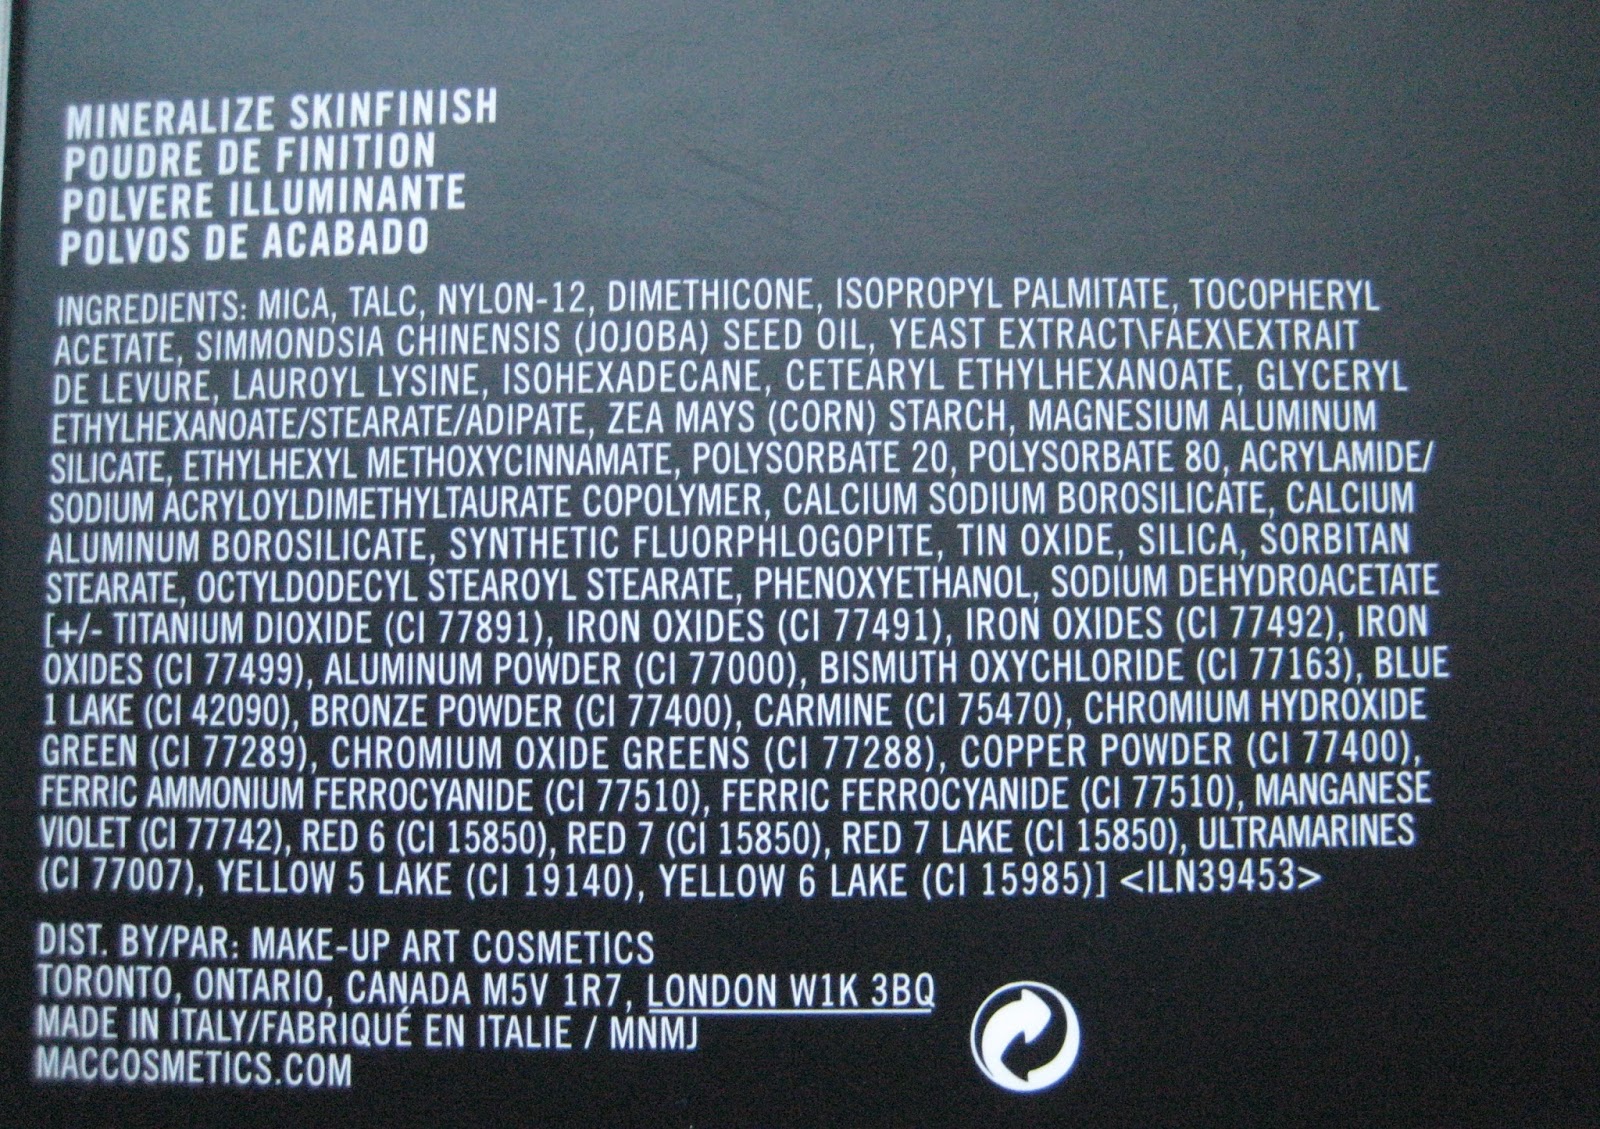 MINERALIZE SKINFINISH
POUDRE DE FINITION
POLVERE ILLUMINANTE
POLVOS DE ACABADO
INGREDIENTS: MICA, TALC, NYLON-12, DIMETHICONE, ISOPROPYL PALMITATE, TOCOPHERYL
ACETATE, SIMMONDSIA CHINENSIS (JOJOBA) SEED OIL, YEAST EXTRACT\FAEX\EXTRAIT
DE LEVURE, LAUROYL LYSINE, ISOHEXADECANE, CETEARYL ETHYLHEXANOATE, GLYCERYL
ETHYLHEXANOATE/STEARATE/ADIPATE, ZEA MAYS (CORN) STARCH, MAGNESIUM ALUMINUM
SILICATE, ETHYLHEXYL METHOXYCINNAMATE, POLYSORBATE 20, POLYSORBATE 80, ACRYLAMIDE/
SODIUM ACRYLOYLDIMETHYLTAURATE COPOLYMER, CALCIUM SODIUM BOROSILICATE, CALCIUM
ALUMINUM BOROSILICATE, SYNTHETIC FLUORPHLOGOPITE, TIN OXIDE, SILICA, SORBITAN
STEARATE, OCTYLDODECYL STEAROYL STEARATE, PHENOXYETHANOL, SODIUM DEHYDROACETATE
[+/- TITANIUM DIOXIDE (CI 77891), IRON OXIDES (CI 77491), IRON OXIDES (CI 77492), IRON
OXIDES (CI 77499), ALUMINUM POWDER (CI 77000), BISMUTH OXYCHLORIDE (CI 77163), BLUE
1 LAKE (CI 42090), BRONZE POWDER (CI 77400), CARMINE (CI 75470), CHROMIUM HYDROXIDE
GREEN (CI 77289), CHROMIUM OXIDE GREENS (CI 77288), COPPER POWDER (CI 77400),
FERRIC AMMONIUM FERROCYANIDE (CI 77510), FERRIC FERROCYANIDE (CI 77510), MANGANESE
VIOLET (CI 77742), RED 6 (CI 15850), RED 7 (CI 15850), RED 7 LAKE (CI 15850), ULTRAMARINES
(CI 77007), YELLOW 5 LAKE (CI 19140), YELLOW 6 LAKE (CI 15985)] <ILN39453>
DIST. BY/PAR: MAKE-UP ART COSMETICS
TORONTO, ONTARIO, CANADA M5V 1R7, LONDON W1K 3BQ
MADE IN ITALY/FABRIQUÉ EN ITALIE / MNMJ
MACCOSMETICS.COM